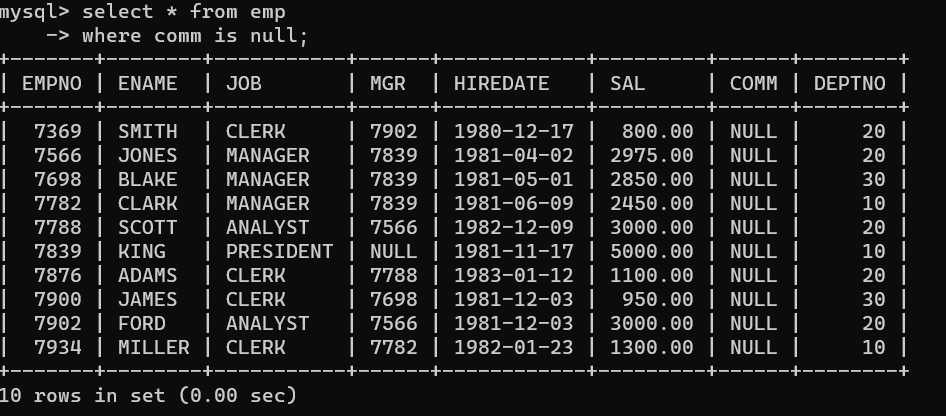 mysql> select * from emp
    -> where comm is null;
+-------+--------+-----------+------+------------+---------+------+--------+
| EMPNO | ENAME  | JOB       | MGR  | HIREDATE   | SAL     | COMM | DEPTNO |
+-------+--------+-----------+------+------------+---------+------+--------+
|  7369 | SMITH  | CLERK     | 7902 | 1980-12-17 |  800.00 | NULL |     20 |
|  7566 | JONES  | MANAGER   | 7839 | 1981-04-02 | 2975.00 | NULL |     20 |
|  7698 | BLAKE  | MANAGER   | 7839 | 1981-05-01 | 2850.00 | NULL |     30 |
|  7782 | CLARK  | MANAGER   | 7839 | 1981-06-09 | 2450.00 | NULL |     10 |
|  7788 | SCOTT  | ANALYST   | 7566 | 1982-12-09 | 3000.00 | NULL |     20 |
|  7839 | KING   | PRESIDENT | NULL | 1981-11-17 | 5000.00 | NULL |     10 |
|  7876 | ADAMS  | CLERK     | 7788 | 1983-01-12 | 1100.00 | NULL |     20 |
|  7900 | JAMES  | CLERK     | 7698 | 1981-12-03 |  950.00 | NULL |     30 |
|  7902 | FORD   | ANALYST   | 7566 | 1981-12-03 | 3000.00 | NULL |     20 |
|  7934 | MILLER | CLERK     | 7782 | 1982-01-23 | 1300.00 | NULL |     10 |
+-------+--------+-----------+------+------------+---------+------+--------+
10 rows in set (0.00 sec)